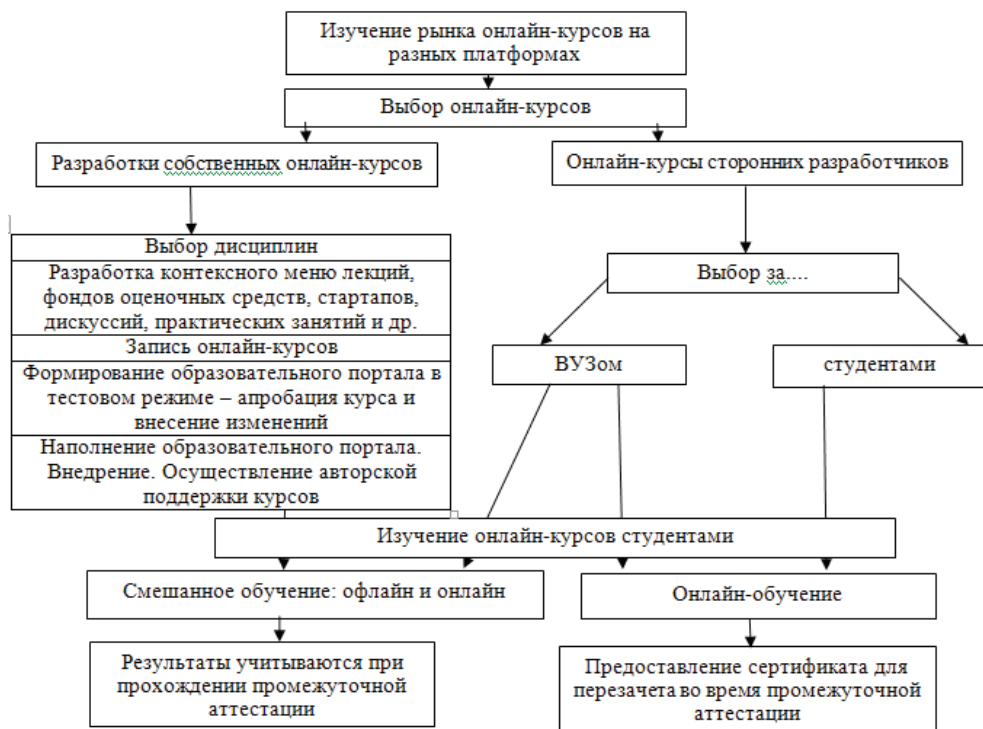 Изучение рынка онлайн-курсов на
разных платформах
Выбор онлайн-курсов
Разработки собственных онлайн-курсов
Онлайн-курсы сторонних разработчиков
Выбор дисциплин
Разработка контексного меню лекций,
фондов оценочных средств, стартапов,
дискуссий, практических занятий и др.
Запись онлайн-курсов
Формирование образовательного портала в
тестовом режиме – апробация курса и
внесение изменений
Наполнение образовательного портала.
Внедрение. Осуществление авторской
поддержки курсов
Выбор за....
ВУЗом
студентами
Изучение онлайн-курсов студентами
Смешанное обучение: офлайн и онлайн
Онлайн-обучение
Результаты учитываются при
прохождении промежуточной
аттестации
Предоставление сертификата для
перезачета во время промежуточной
аттестации